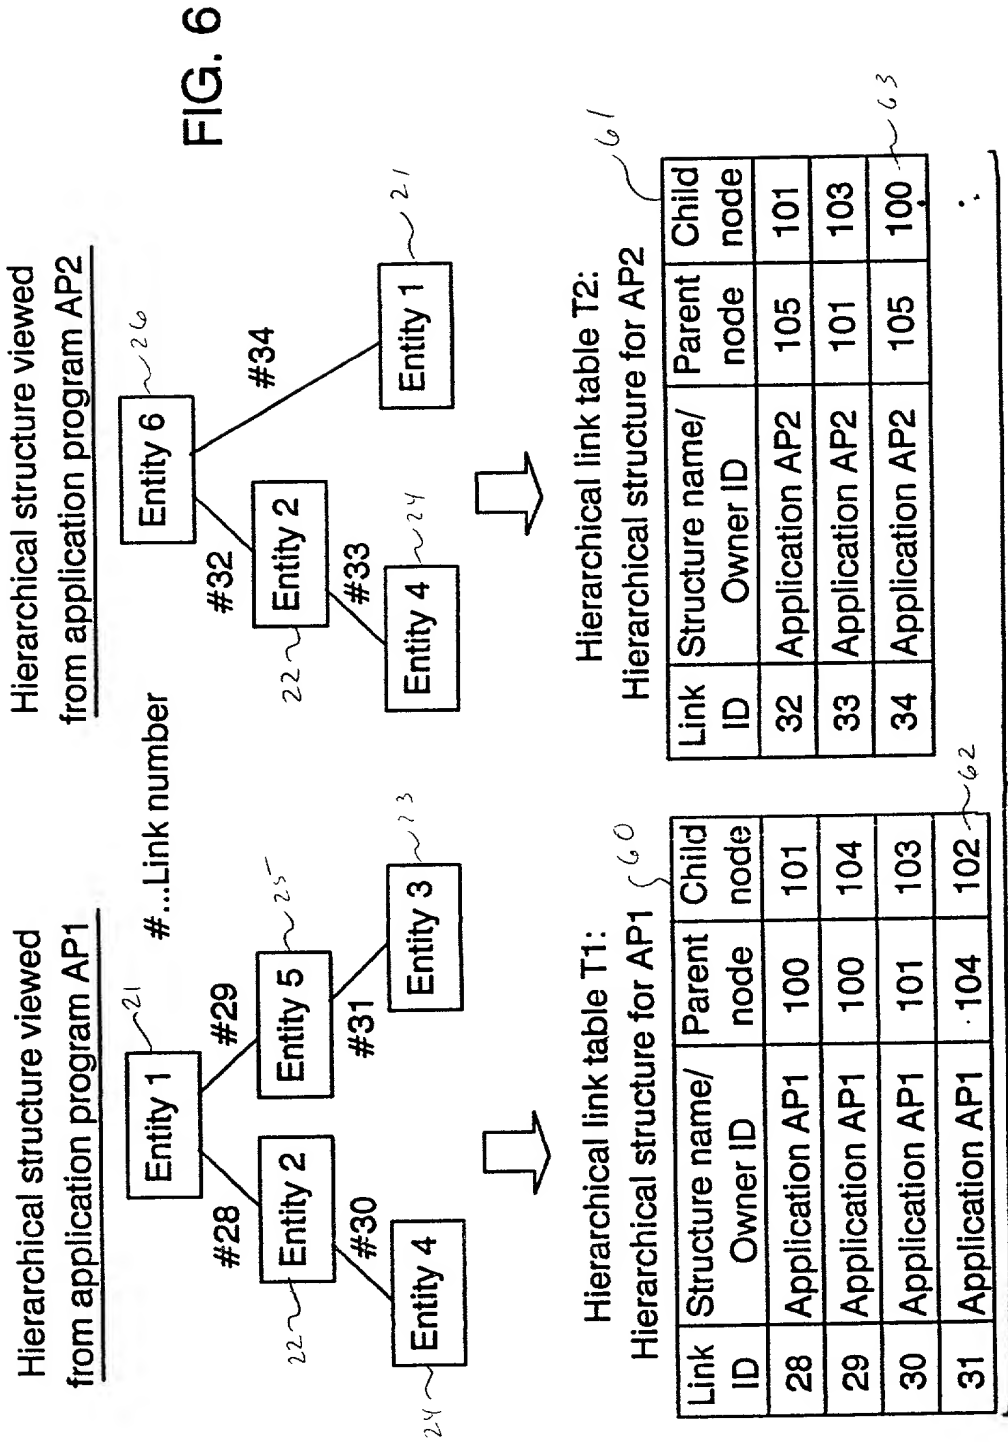 FIG. 6
Hierarchical structure viewed
from application program AP1
#...Link number
Entity 1
21
#28
#29
Entity 2
22
Entity 5
25
#30
#31
Entity 4
24
Entity 3
23
Hierarchical structure viewed
from application program AP2
Entity 6
26
#32
#34
Entity 2
22
#33
Entity 4
24
Entity 1
21
Hierarchical link table T1:
Hierarchical structure for AP1
60
Link ID Structure name/ Owner ID Parent node Child node
28 Application AP1 100 101
29 Application AP1 100 104
30 Application AP1 101 103
31 Application AP1 104 102
62
Hierarchical link table T2:
Hierarchical structure for AP2
61
Link ID Structure name/ Owner ID Parent node Child node
32 Application AP2 105 101
33 Application AP2 101 103
34 Application AP2 105 100
63